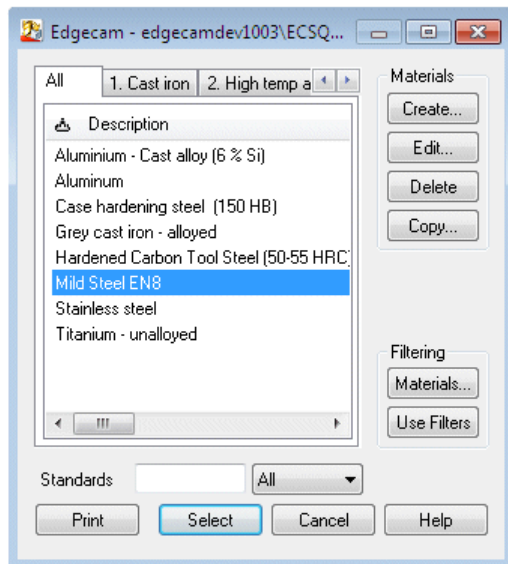 Edgecam - edgecamdev1003\ECSQ...
All
1. Cast iron
2. High temp a
Description
Aluminium - Cast alloy (6 % Si)
Aluminum
Case hardening steel (150 HB)
Grey cast iron - alloyed
Hardened Carbon Tool Steel (50-55 HRC)
Mild Steel EN8
Stainless steel
Titanium - unalloyed
Materials
Create...
Edit...
Delete
Copy...
Filtering
Materials...
Use Filters
Standards
All
Print
Select
Cancel
Help